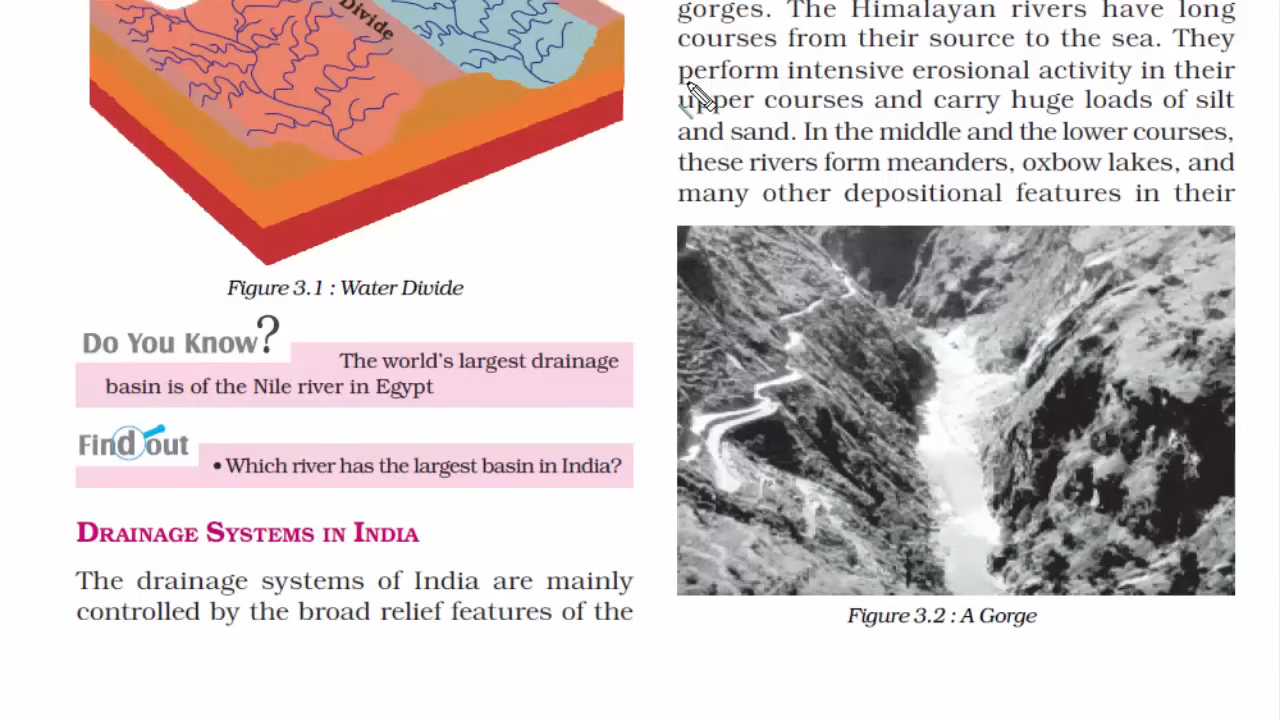 Divide
Figure 3.1 : Water Divide
Do You Know?
The world's largest drainage
basin is of the Nile river in Egypt
Find out
• Which river has the largest basin in India?
DRAINAGE SYSTEMS IN INDIA
The drainage systems of India are mainly
controlled by the broad relief features of the
gorges. The Himalayan rivers have long
courses from their source to the sea. They
perform intensive erosional activity in their
upper courses and carry huge loads of silt
and sand. In the middle and the lower courses,
these rivers form meanders, oxbow lakes, and
many other depositional features in their
Figure 3.2 : A Gorge